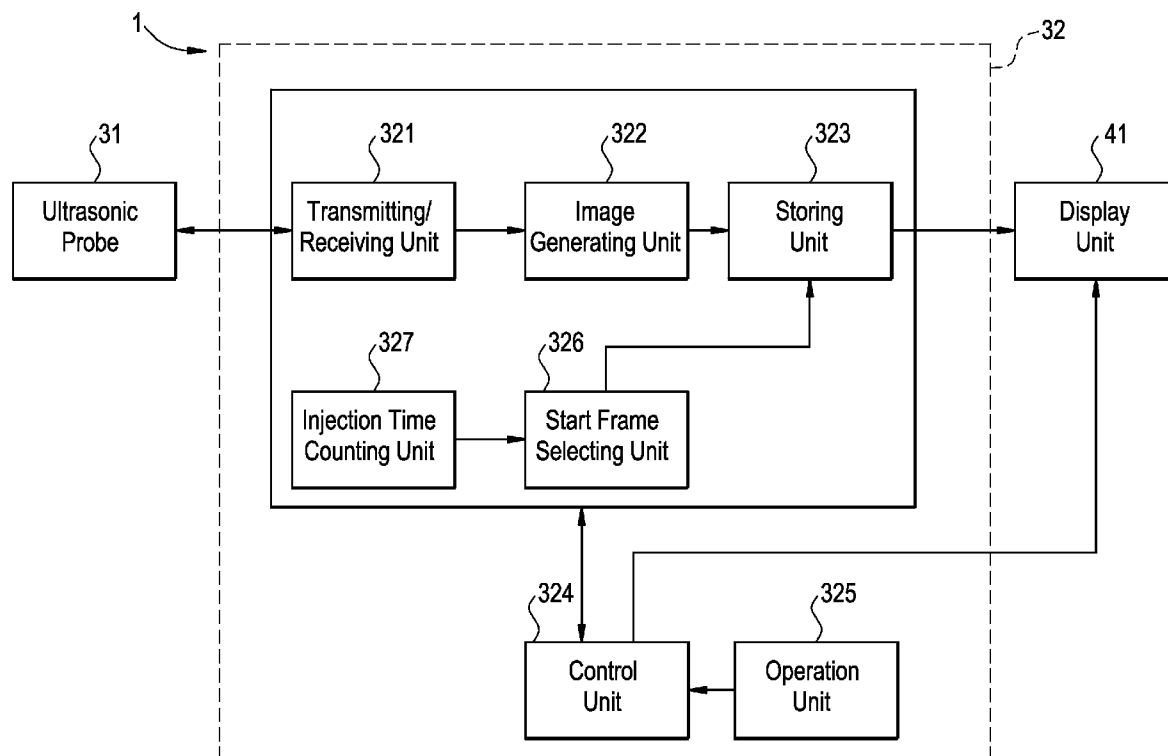 1
32
31
321
322
323
41
Ultrasonic
Probe
Transmitting/
Receiving Unit
Image
Generating Unit
Storing
Unit
Display
Unit
327
326
Injection Time
Counting Unit
Start Frame
Selecting Unit
324
325
Control
Unit
Operation
Unit